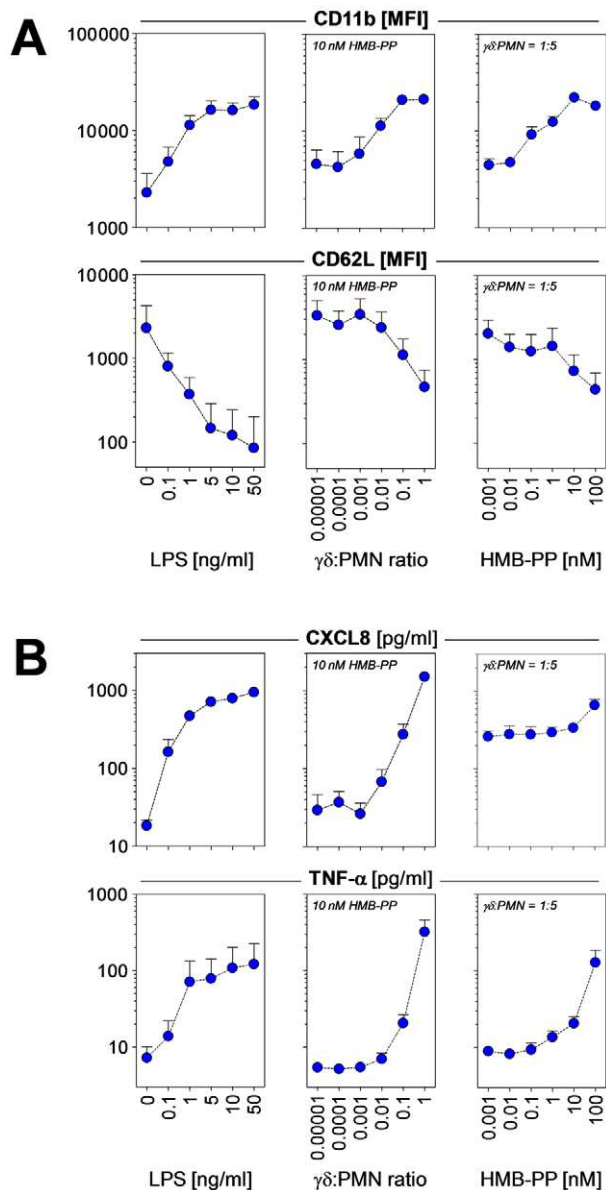 A
CD11b [MFI]
100000
10000
1000
10 nM HMB-PP
γδ:PMN = 1:5
CD62L [MFI]
10000
1000
100
10 nM HMB-PP
γδ:PMN = 1:5
0 0.1 1 5 10 50
0.00001 0.0001 0.001 0.01 0.1 1
0.001 0.01 0.1 1 10 100
LPS [ng/ml] γδ:PMN ratio HMB-PP [nM]
B
CXCL8 [pg/ml]
1000
100
10
10 nM HMB-PP
γδ:PMN = 1:5
TNF-α [pg/ml]
1000
100
10
10 nM HMB-PP
γδ:PMN = 1:5
0 0.1 1 5 10 50
0.00001 0.0001 0.001 0.01 0.1 1
0.001 0.01 0.1 1 10 100
LPS [ng/ml] γδ:PMN ratio HMB-PP [nM]